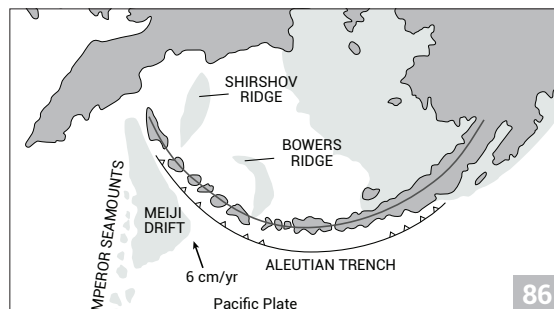 SHIRSHOV
RIDGE
BOWERS
RIDGE
MPEROR SEAMOUNTS
MEIJI
DRIFT
6 cm/yr
ALEUTIAN TRENCH
Pacific Plate
86